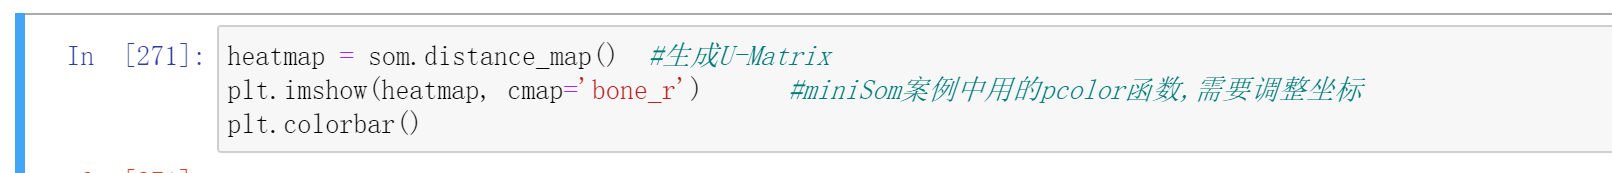 In [271]: heatmap = som.distance_map()  #生成U-Matrix
plt.imshow(heatmap, cmap='bone_r')      #miniSom案例中用的pcolor函数,需要调整坐标
plt.colorbar()